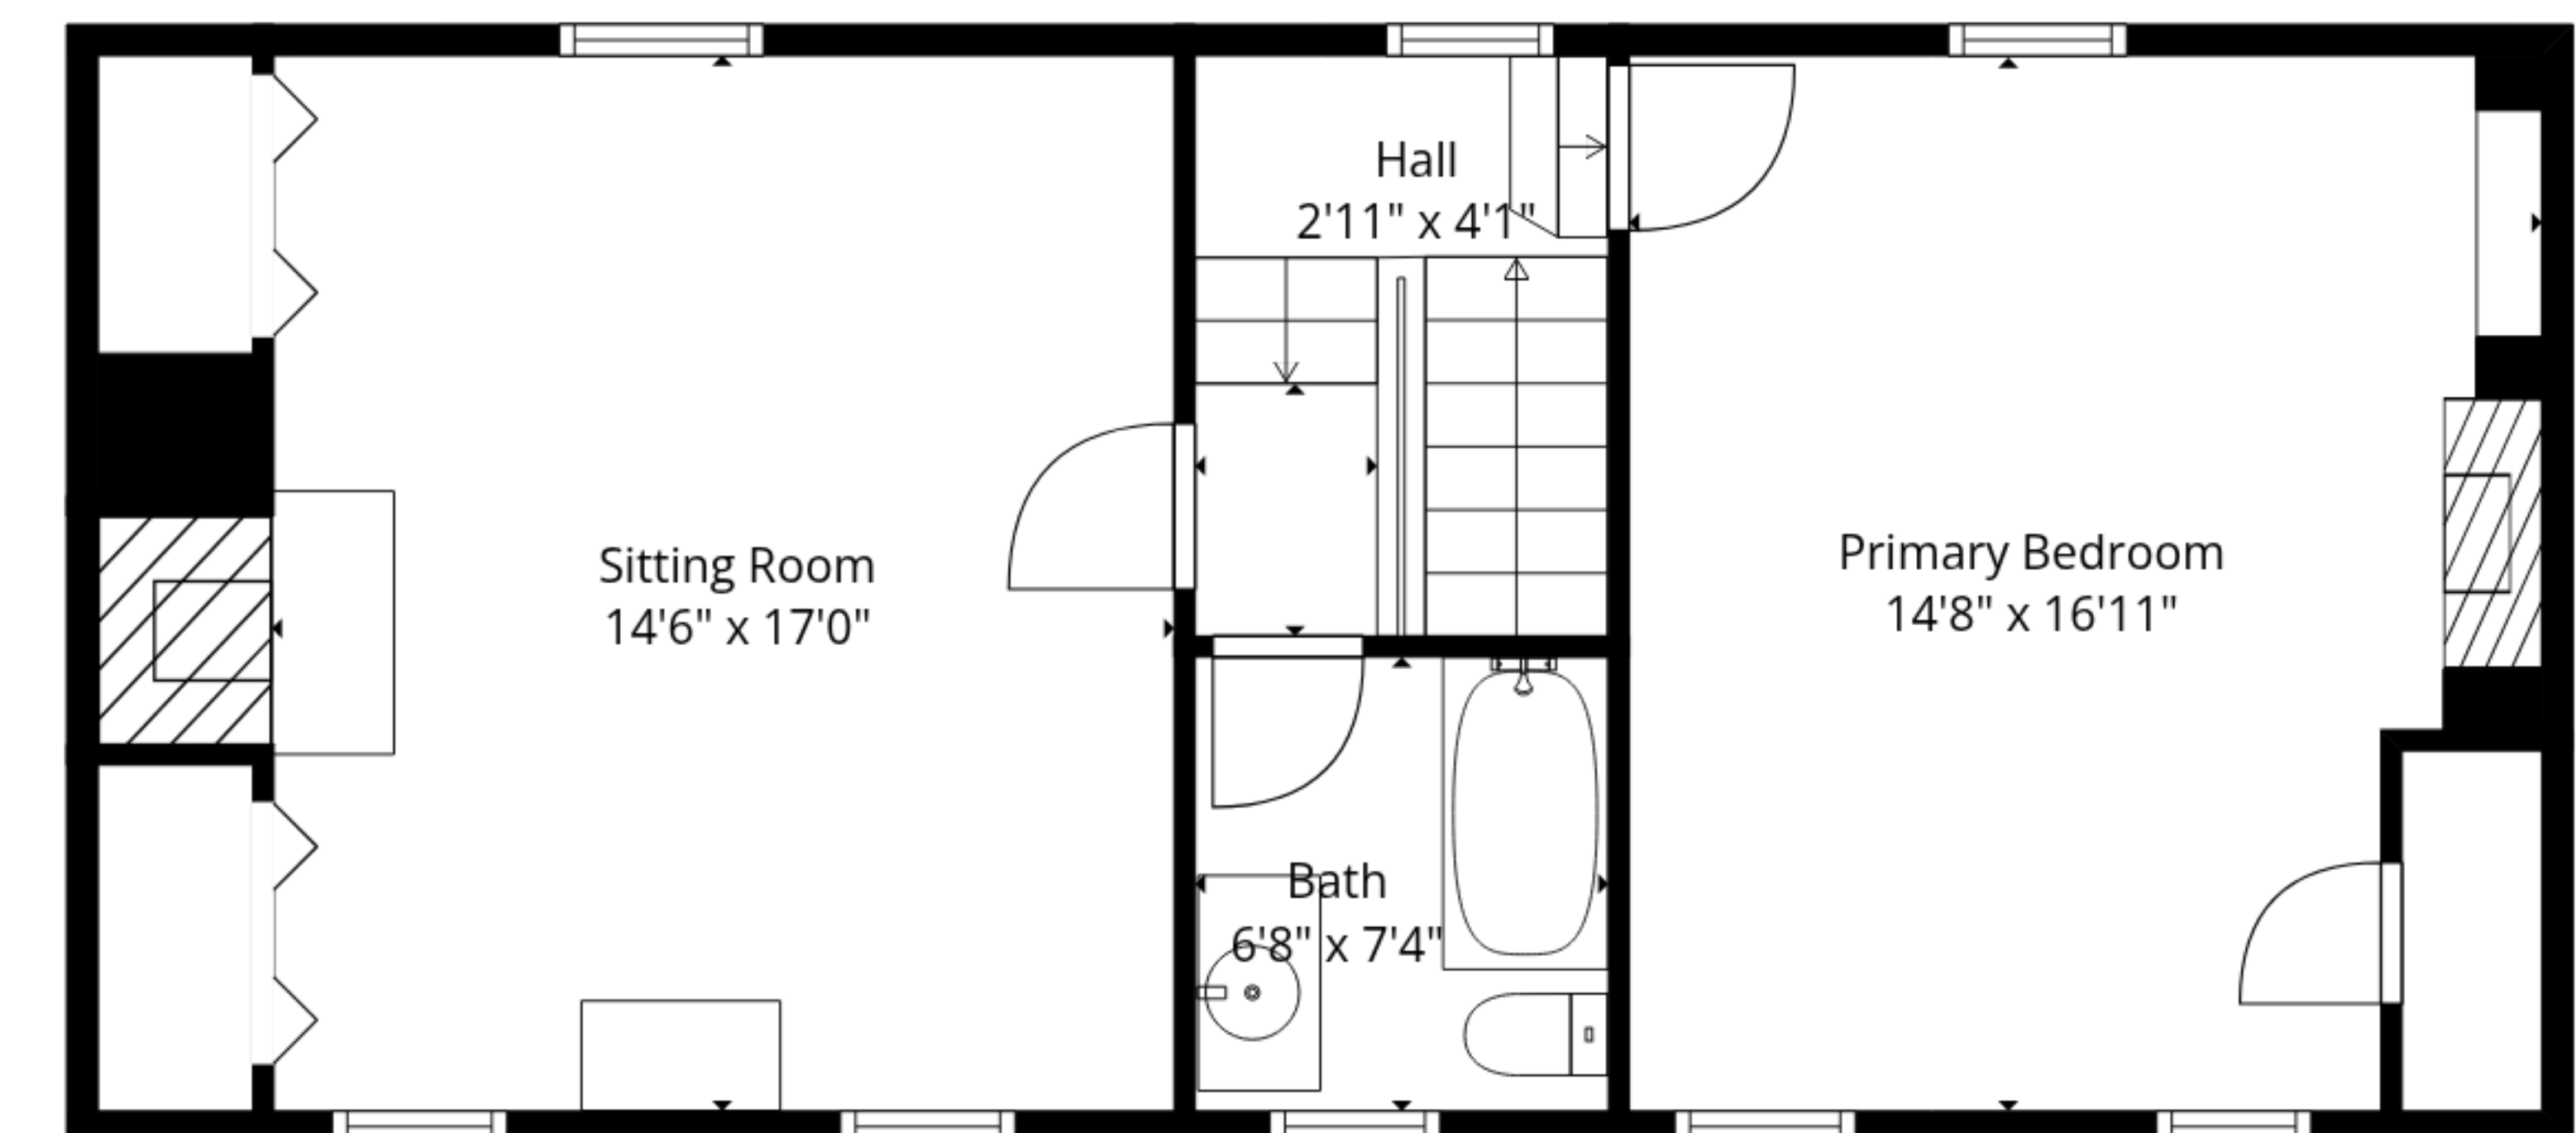 Hall
2'11" x 4'1"
Sitting Room
14'6" x 17'0"
Primary Bedroom
14'8" x 16'11"
Bath
6'8" x 7'4"